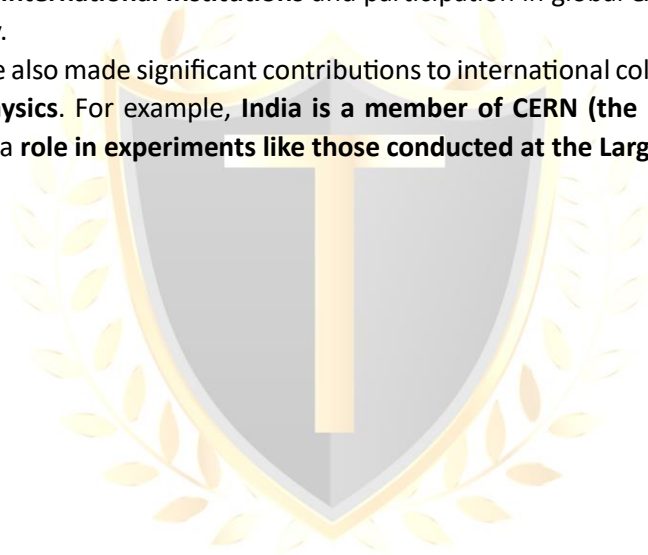 international institutions and participation in global
.
e also made significant contributions to international col
ysics. For example, India is a member of CERN (the
a role in experiments like those conducted at the Larg
T